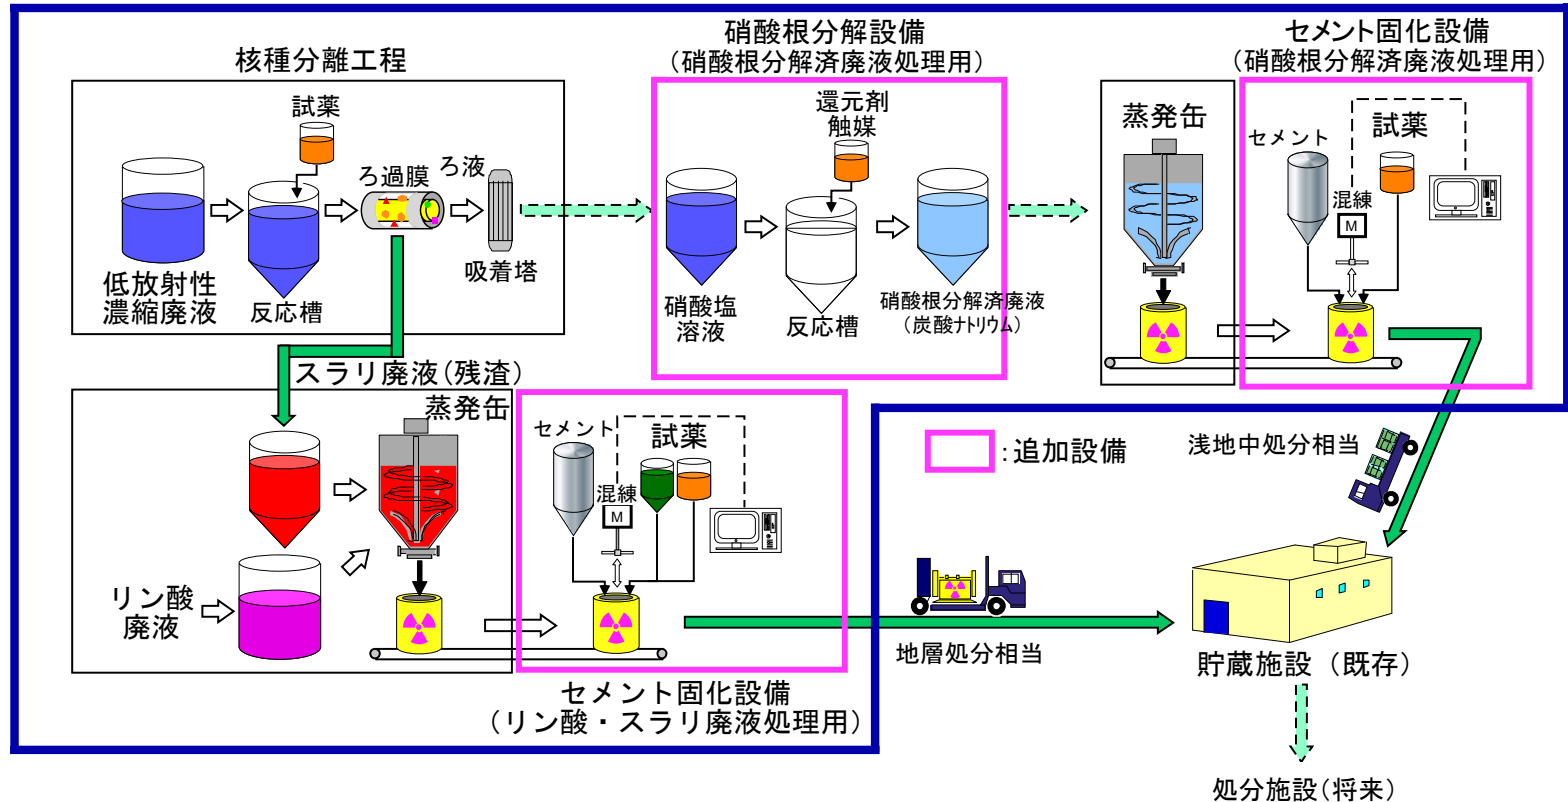 核種分離工程
試薬
ろ過膜
ろ液
低放射性
濃縮廃液
反応槽
吸着塔
硝酸根分解設備
(硝酸根分解済廃液処理用)
還元剤
触媒
硝酸塩
溶液
反応槽
硝酸根分解済廃液
(炭酸ナトリウム)
セメント固化設備
(硝酸根分解済廃液処理用)
蒸発缶
セメント
試薬
混練
M
スラリ廃液(残渣)
蒸発缶
リン酸
廃液
セメント
試薬
混練
M
セメント固化設備
(リン酸・スラリ廃液処理用)
:追加設備
浅地中処分相当
地層処分相当
貯蔵施設（既存）
処分施設(将来)